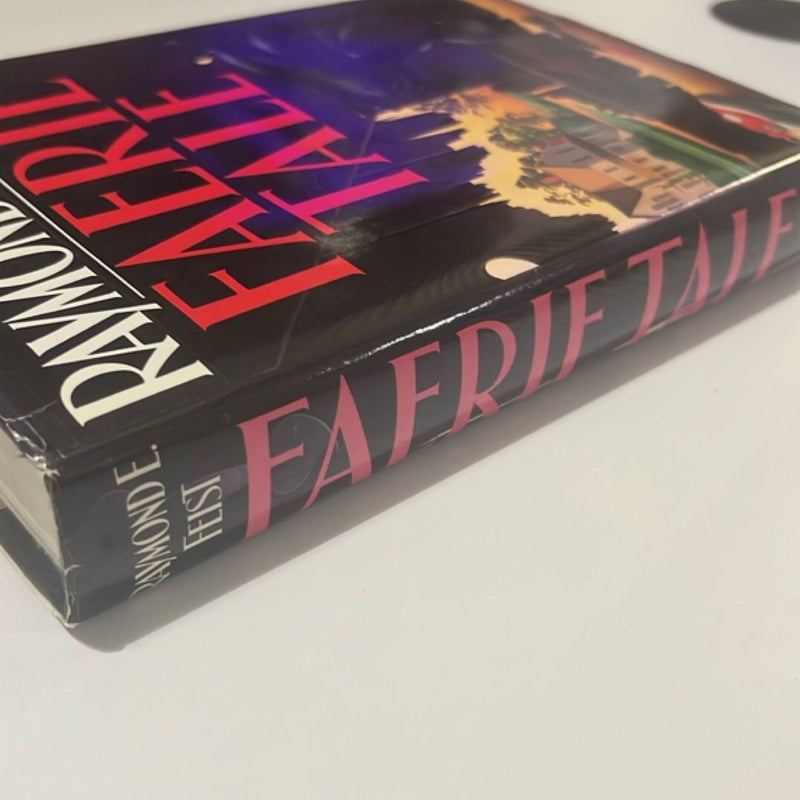 FAERIE
TALE
RAYMOND
RAYMOND E.
FEIST
FAERIE TALE